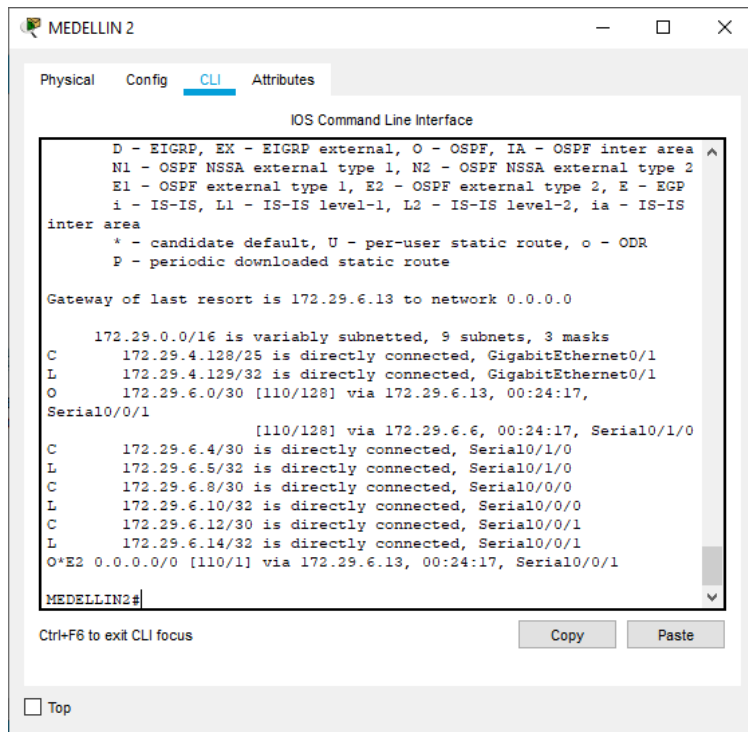 MEDELLIN 2
Physical Config CLI Attributes
IOS Command Line Interface
D - EIGRP, EX - EIGRP external, O - OSPF, IA - OSPF inter area
N1 - OSPF NSSA external type 1, N2 - OSPF NSSA external type 2
E1 - OSPF external type 1, E2 - OSPF external type 2, E - EGP
i - IS-IS, L1 - IS-IS level-1, L2 - IS-IS level-2, ia - IS-IS
inter area
* - candidate default, U - per-user static route, o - ODR
P - periodic downloaded static route
Gateway of last resort is 172.29.6.13 to network 0.0.0.0
172.29.0.0/16 is variably subnetted, 9 subnets, 3 masks
C 172.29.4.128/25 is directly connected, GigabitEthernet0/1
L 172.29.4.129/32 is directly connected, GigabitEthernet0/1
O 172.29.6.0/30 [110/128] via 172.29.6.13, 00:24:17,
Serial0/0/1
[110/128] via 172.29.6.6, 00:24:17, Serial0/1/0
C 172.29.6.4/30 is directly connected, Serial0/1/0
L 172.29.6.5/32 is directly connected, Serial0/1/0
C 172.29.6.8/30 is directly connected, Serial0/0/0
L 172.29.6.10/32 is directly connected, Serial0/0/0
C 172.29.6.12/30 is directly connected, Serial0/0/1
L 172.29.6.14/32 is directly connected, Serial0/0/1
O*E2 0.0.0.0/0 [110/1] via 172.29.6.13, 00:24:17, Serial0/0/1
MEDELLIN2#
Ctrl+F6 to exit CLI focus
Copy Paste
Top